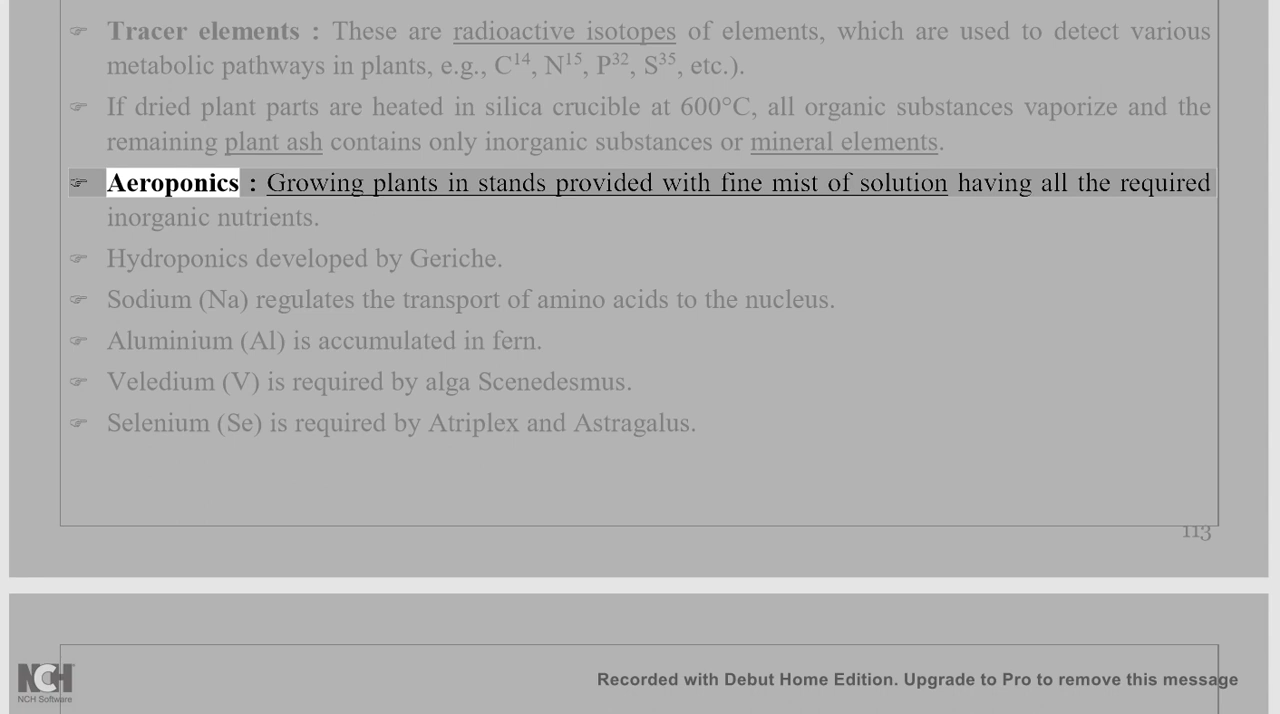 ☞ Tracer elements : These are radioactive isotopes of elements, which are used to detect various
metabolic pathways in plants, e.g., C¹⁴, N¹⁵, P³², S³⁵, etc.).
☞ If dried plant parts are heated in silica crucible at 600°C, all organic substances vaporize and the
remaining plant ash contains only inorganic substances or mineral elements.
☞ Aeroponics : Growing plants in stands provided with fine mist of solution having all the required
inorganic nutrients.
☞ Hydroponics developed by Geriche.
☞ Sodium (Na) regulates the transport of amino acids to the nucleus.
☞ Aluminium (Al) is accumulated in fern.
☞ Veledium (V) is required by alga Scenedesmus.
☞ Selenium (Se) is required by Atriplex and Astragalus.
113
NCH
NCH Software
Recorded with Debut Home Edition. Upgrade to Pro to remove this message